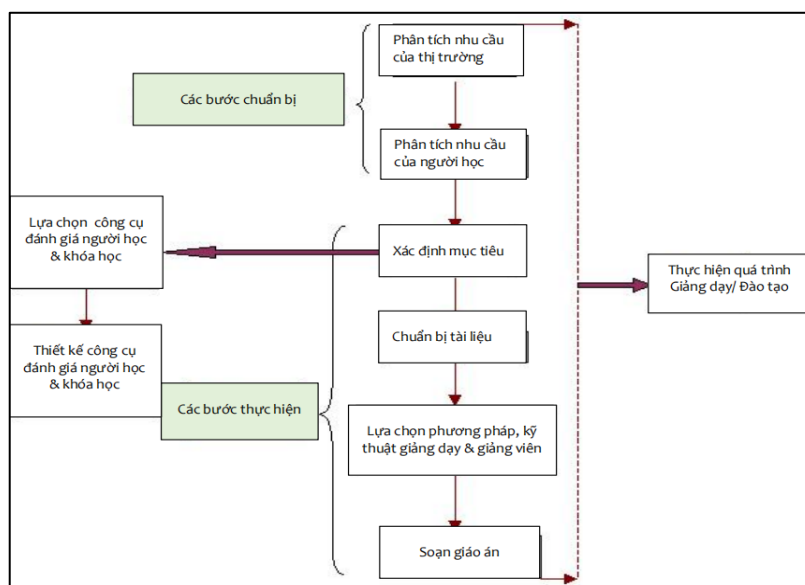 Phân tích nhu cầu
của thị trường
Các bước chuẩn bị
Phân tích nhu cầu
của người học
Lựa chọn công cụ
đánh giá người học
& khóa học
Xác định mục tiêu
Thực hiện quá trình
Giảng dạy/ Đào tạo
Chuẩn bị tài liệu
Thiết kế công cụ
đánh giá người học
& khóa học
Các bước thực hiện
Lựa chọn phương pháp, kỹ
thuật giảng dạy & giảng viên
Soạn giáo án